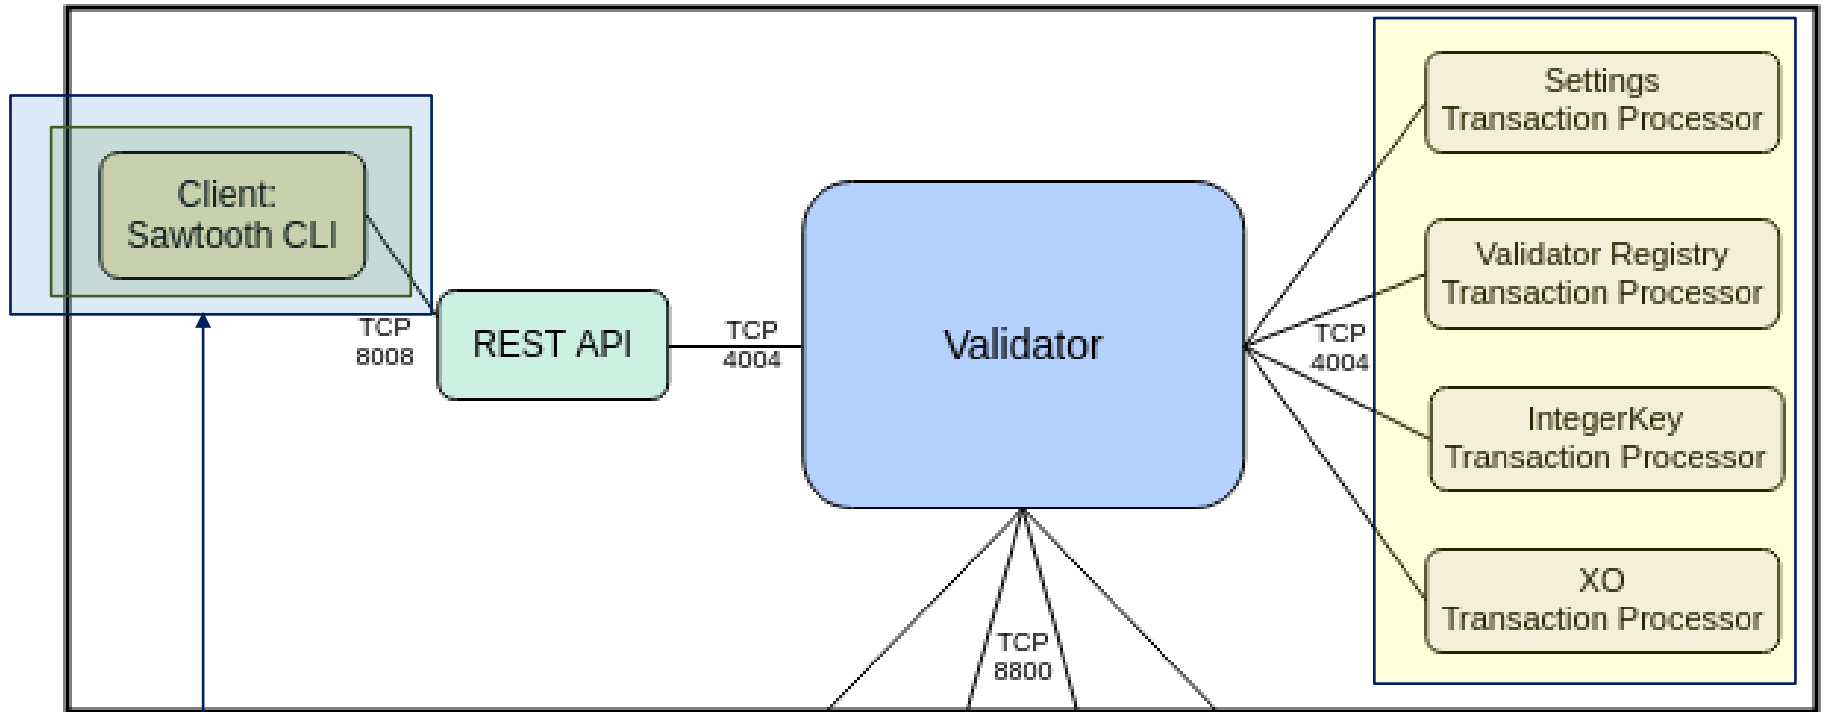 Client:
Sawtooth CLI
TCP
8008
REST API
TCP
4004
Validator
TCP
4004
Settings
Transaction Processor
Validator Registry
Transaction Processor
IntegerKey
Transaction Processor
XO
Transaction Processor
TCP
8800